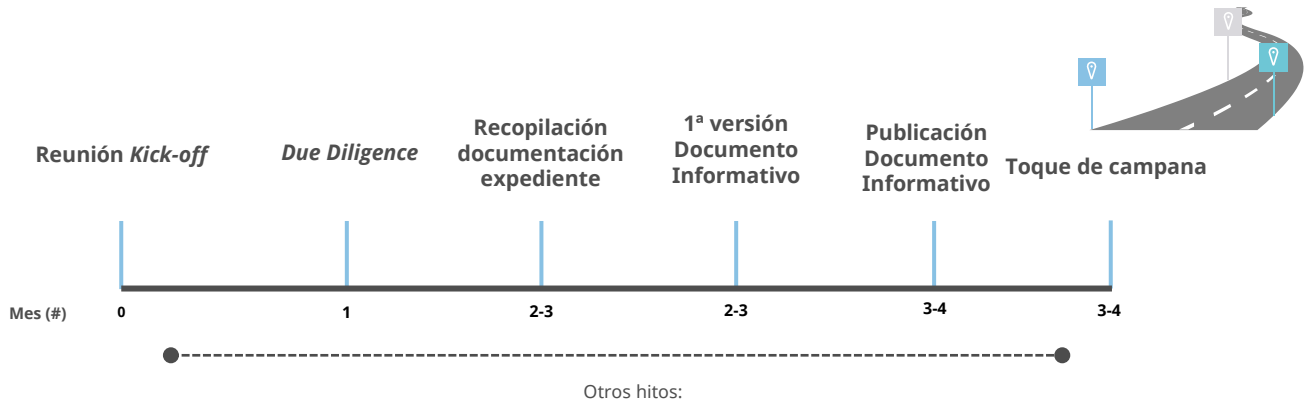 Reunión Kick-off
Due Diligence
Recopilación
documentación
expediente
1ª versión
Documento
Informativo
Publicación
Documento
Informativo
Toque de campana
Mes (#)
0
1
2-3
2-3
3-4
3-4
Otros hitos: